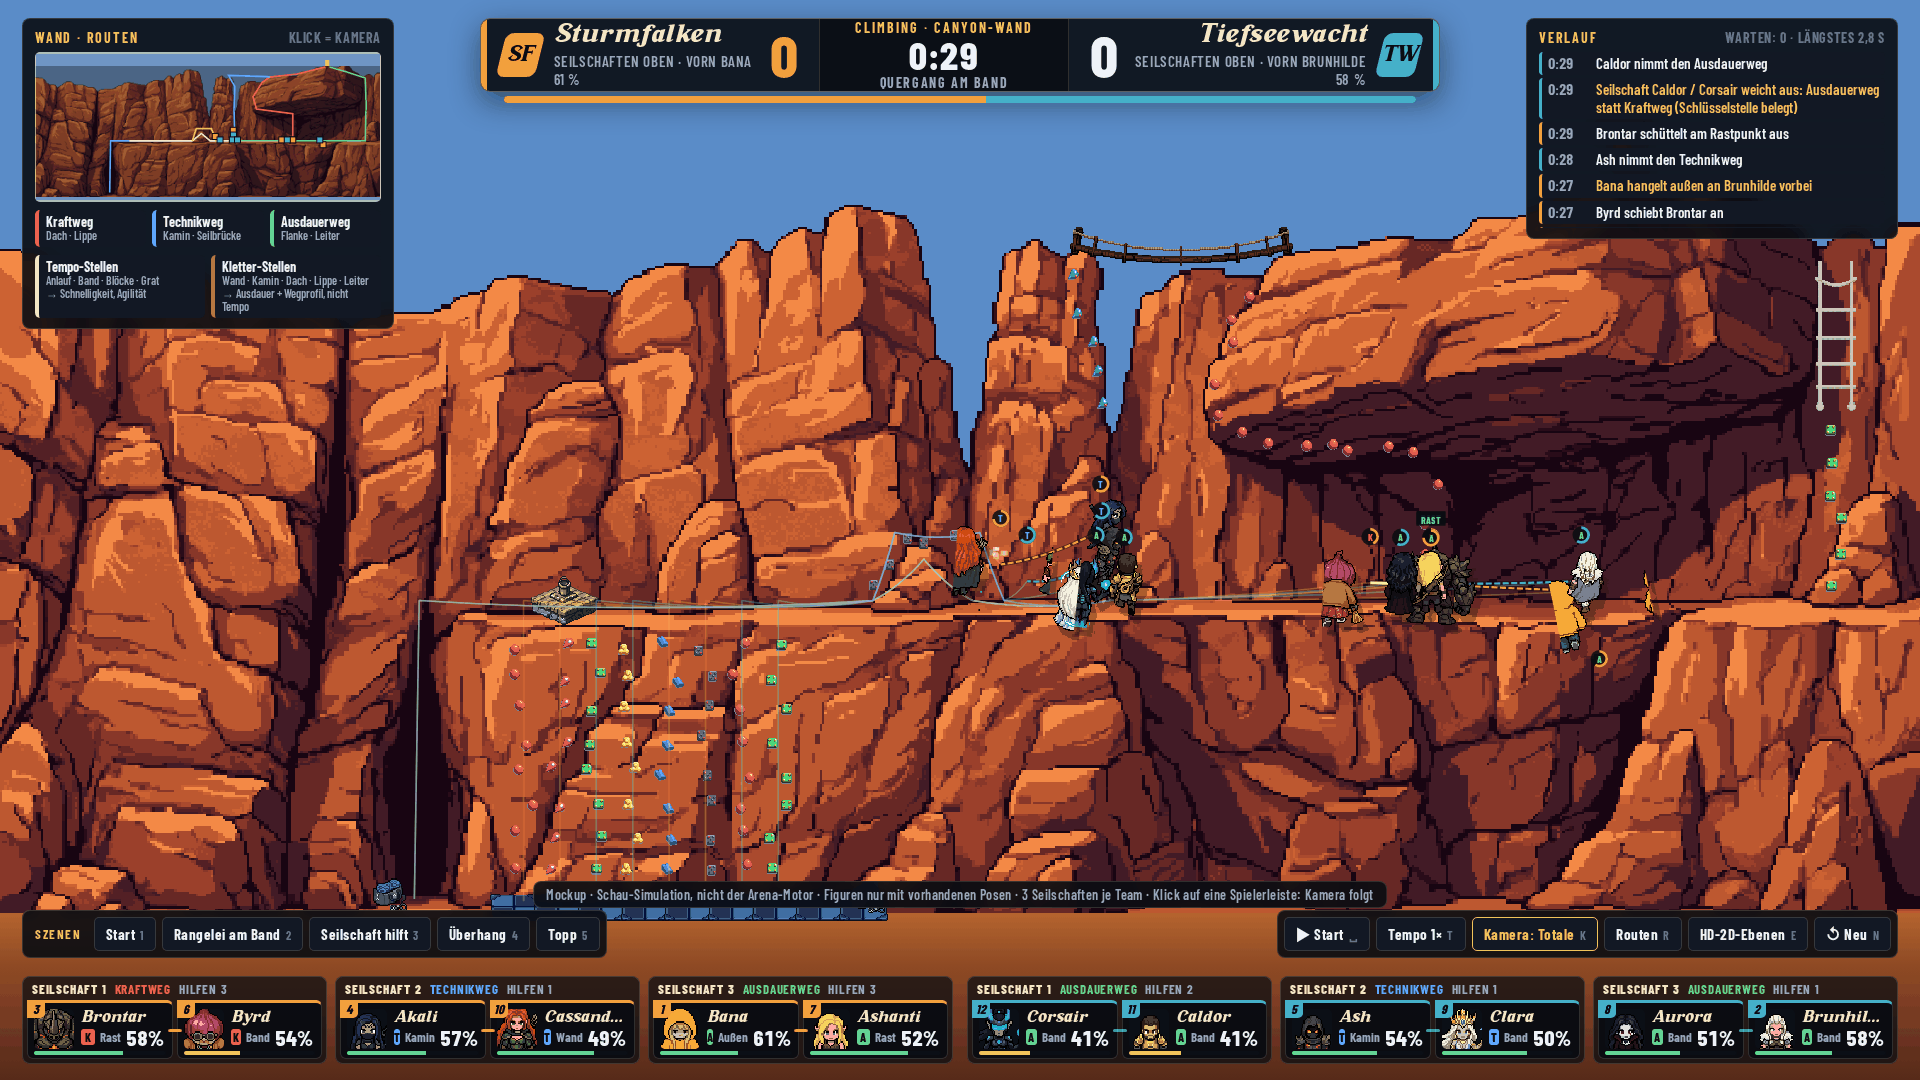 WAND · ROUTEN
KLICK = KAMERA
Kraftweg
Dach · Lippe
Technikweg
Kamin · Seilbrücke
Ausdauerweg
Flanke · Leiter
Tempo-Stellen
Anlauf · Band · Blöcke · Grat
→ Schnelligkeit, Agilität
Kletter-Stellen
Wand · Kamin · Dach · Lippe · Leiter
→ Ausdauer + Wegprofil, nicht
Tempo
SF
Sturmfalken
SEILSCHAFTEN OBEN · VORN BANA
61 %
0
CLIMBING · CANYON-WAND
0:29
QUERGANG AM BAND
0
Tiefseewacht
SEILSCHAFTEN OBEN · VORN BRUNHILDE
58 %
TW
VERLAUF
WARTEN: 0 · LÄNGSTES 2,8 S
0:29 Caldor nimmt den Ausdauerweg
0:29 Seilschaft Caldor / Corsair weicht aus: Ausdauerweg
statt Kraftweg (Schlüsselstelle belegt)
0:29 Brontar schüttelt am Rastpunkt aus
0:28 Ash nimmt den Technikweg
0:27 Bana hangelt außen an Brunhilde vorbei
0:27 Byrd schiebt Brontar an
T
T
T
T
A
A
K
A
RAST
A
A
A
Mockup · Schau-Simulation, nicht der Arena-Motor · Figuren nur mit vorhandenen Posen · 3 Seilschaften je Team · Klick auf eine Spielerleiste: Kamera folgt
SZENEN
Start 1
Rangelei am Band 2
Seilschaft hilft 3
Überhang 4
Topp 5
▶ Start ␣
Tempo 1× T
Kamera: Totale K
Routen R
HD-2D-Ebenen E
↺ Neu N
SEILSCHAFT 1 KRAFTWEG HILFEN 3
3 Brontar
K Rast 58%
6 Byrd
K Band 54%
SEILSCHAFT 2 TECHNIKWEG HILFEN 1
4 Akali
T Kamin 57%
10 Cassand...
T Wand 49%
SEILSCHAFT 3 AUSDAUERWEG HILFEN 3
1 Bana
A Außen 61%
7 Ashanti
A Rast 52%
SEILSCHAFT 1 AUSDAUERWEG HILFEN 2
12 Corsair
A Band 41%
11 Caldor
A Band 41%
SEILSCHAFT 2 TECHNIKWEG HILFEN 1
5 Ash
T Kamin 54%
9 Clara
T Band 50%
SEILSCHAFT 3 AUSDAUERWEG HILFEN 1
8 Aurora
A Band 51%
2 Brunhil...
A Band 58%